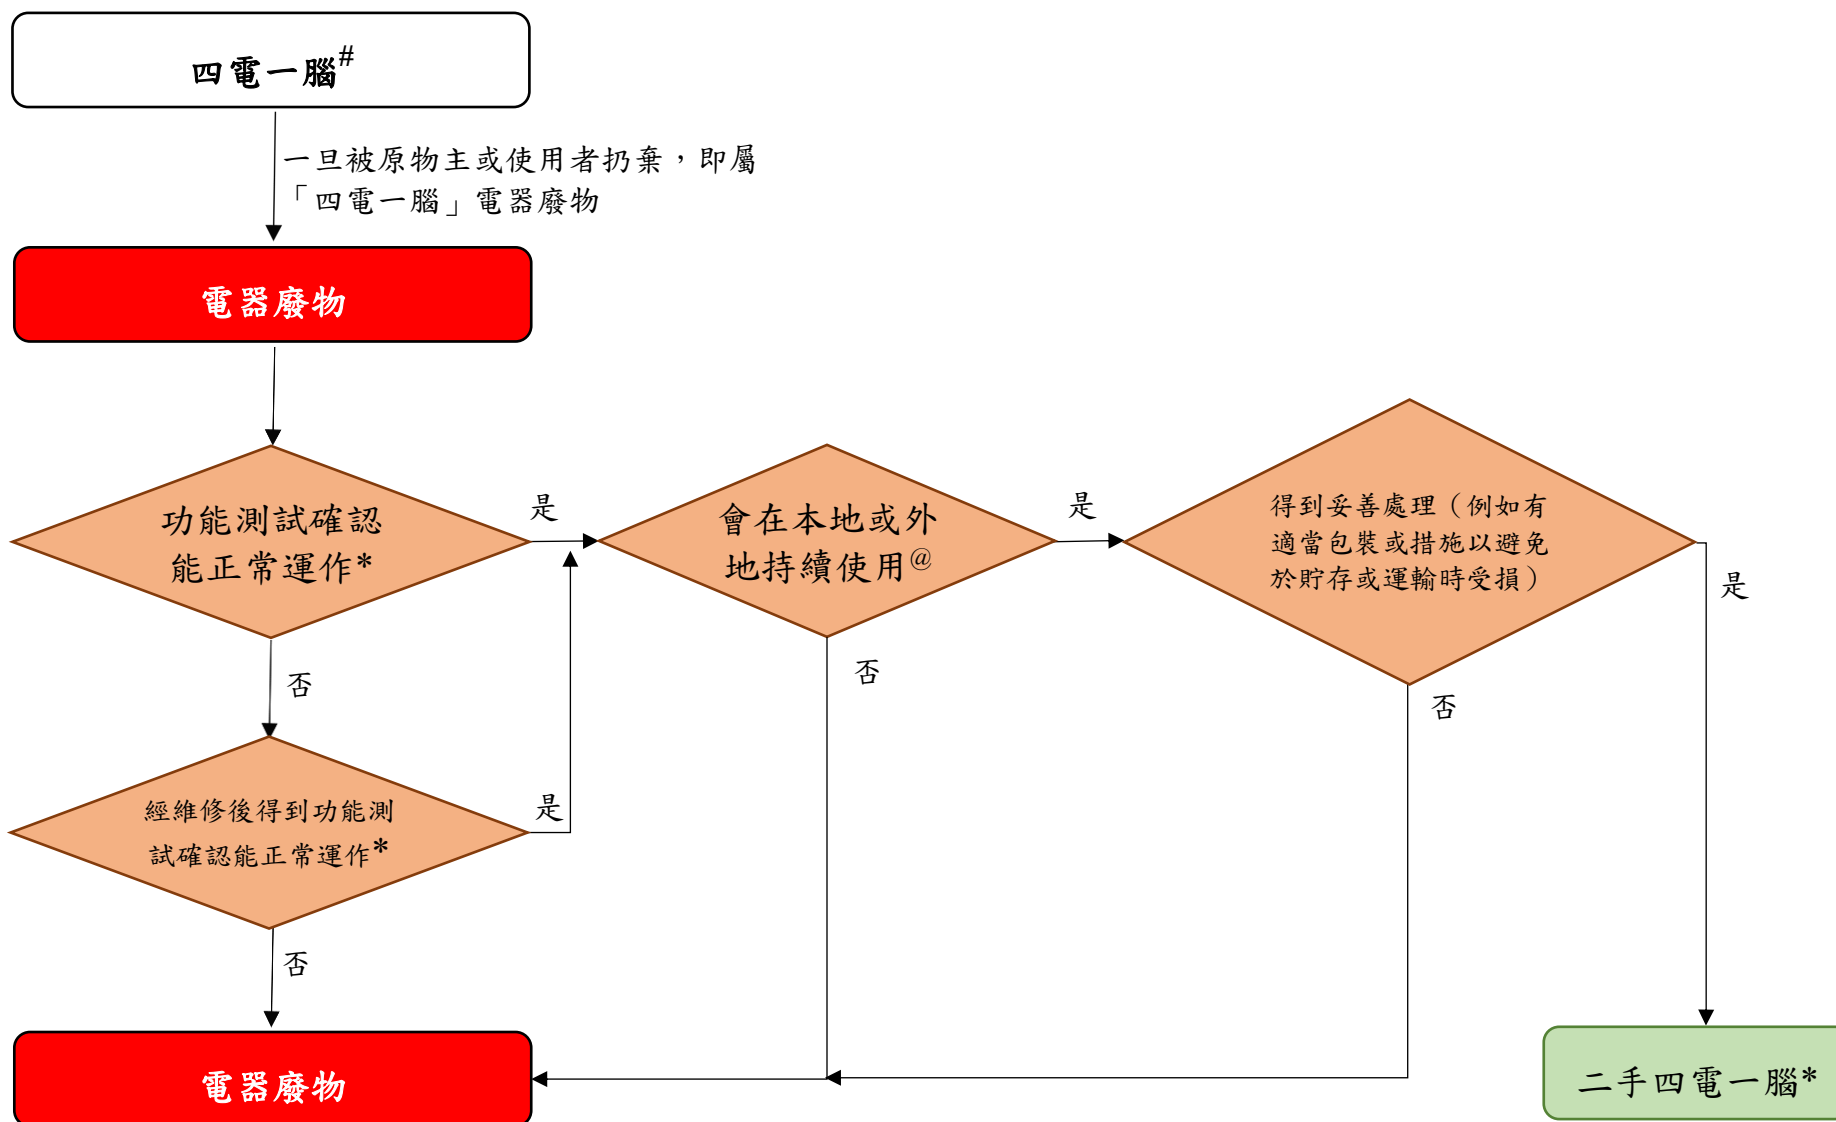 四電一腦#
一旦被原物主或使用者扔棄，即屬
「四電一腦」電器廢物
電器廢物
功能測試確認
能正常運作*
是
會在本地或外
地持續使用@
是
得到妥善處理（例如有
適當包裝或措施以避免
於貯存或運輸時受損）
是
否
否
否
經維修後得到功能測
試確認能正常運作*
是
否
電器廢物
二手四電一腦*